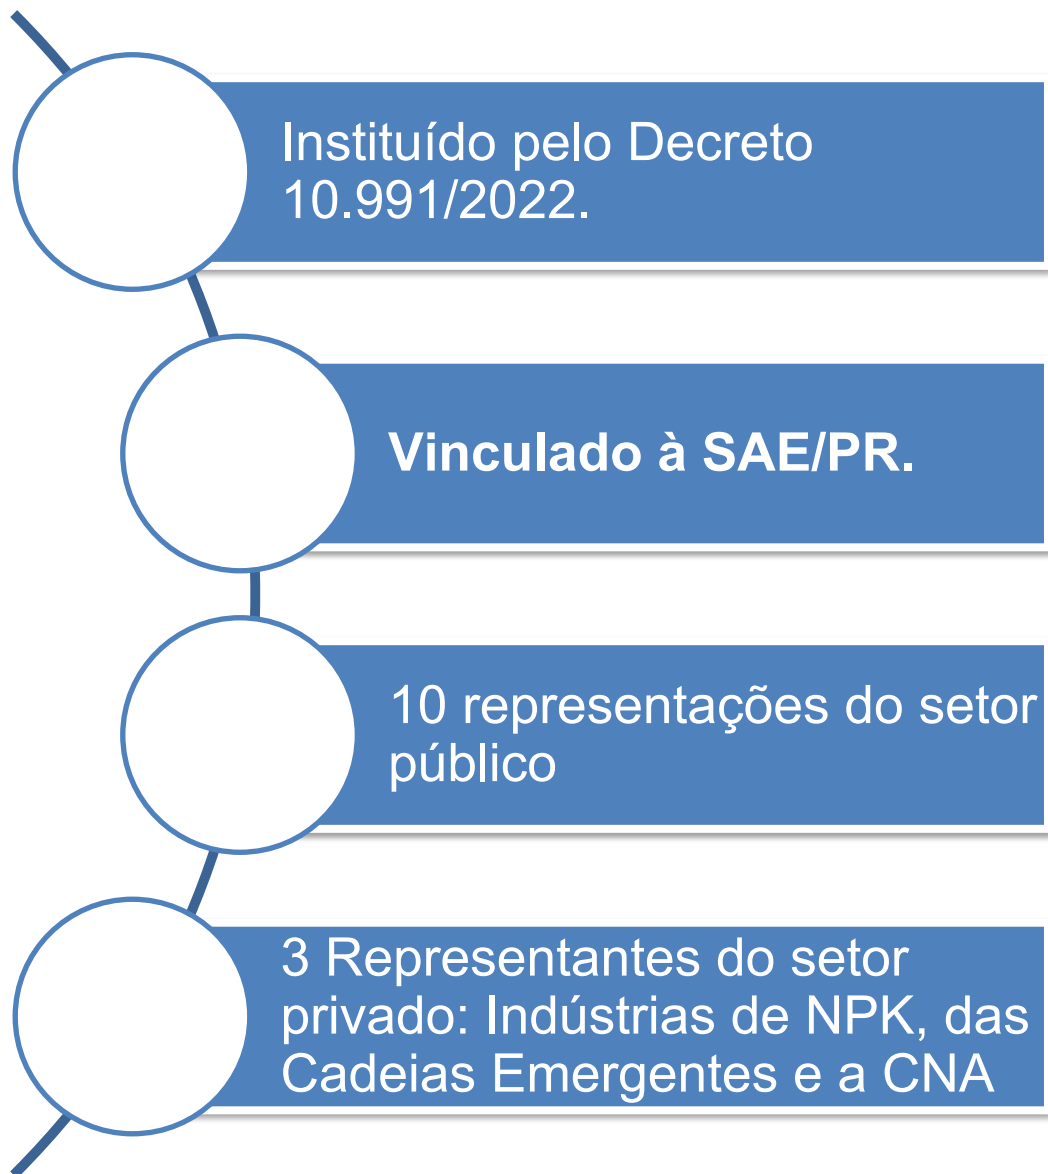 Instituído pelo Decreto
10.991/2022.
Vinculado à SAE/PR.
10 representações do setor
público
3 Representantes do setor
privado: Indústrias de NPK, das
Cadeias Emergentes e a CNA